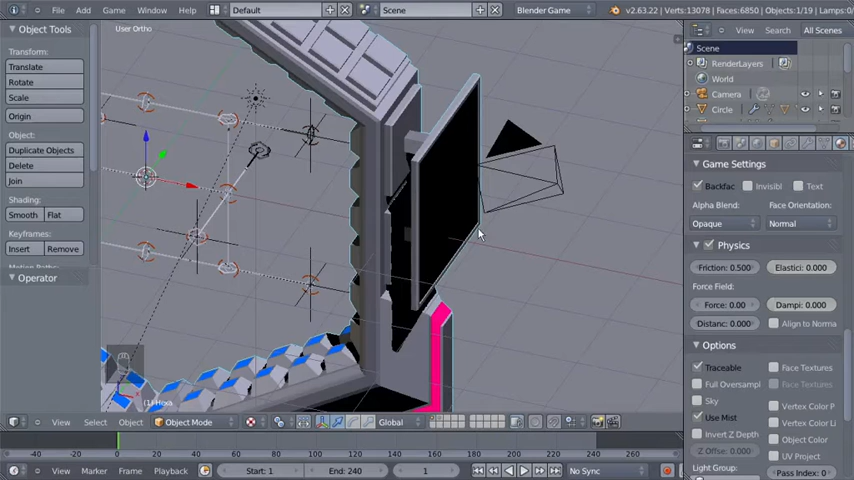 File Add Game Window Help Default Scene Blender Game v2.63.22 Verts:13078 | Faces:6850 | Objects:1/19 | Lamps:0/
Object Tools
Transform:
Translate
Rotate
Scale
Origin
Object:
Duplicate Objects
Delete
Join
Shading:
Smooth Flat
Keyframes:
Insert Remove
Operator
User Ortho
(1) Hexa
View Select Object Object Mode Global
View Search All Scenes
Scene
RenderLayers
World
Camera
Circle
Game Settings
Backfac Invisibl Text
Alpha Blend: Face Orientation:
Opaque Normal
Physics
Friction: 0.500 Elastici: 0.000
Force Field:
Force: 0.00 Dampi: 0.000
Distanc: 0.000 Align to Norma
Options
Traceable Face Textures
Full Oversampl Face Textures
Sky Vertex Color P
Use Mist Vertex Color Li
Invert Z Depth Object Color
Z Offse: 0.000 UV Project
Light Group: Pass Index: 0
-40 -20 0 20 40 60 80 100 120 140 160 180 200 220 240 260 280
View Marker Frame Playback Start: 1 End: 240 1 No Sync